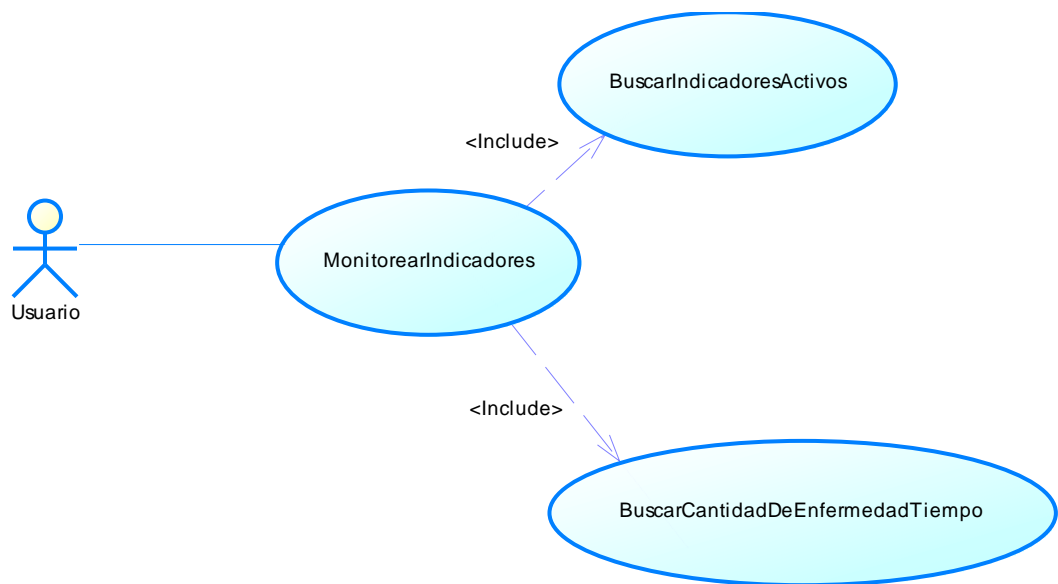 BuscarIndicadoresActivos
<Include>
MonitorearIndicadores
Usuario
<Include>
BuscarCantidadDeEnfermedadTiempo